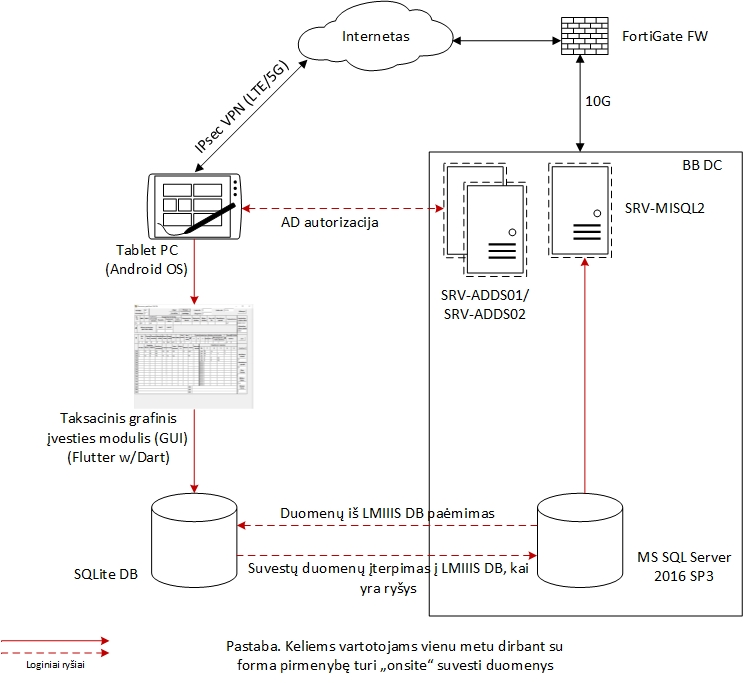 Internetas
FortiGate FW
IPsec VPN (LTE/5G)
10G
BB DC
SRV-MISQL2
AD autorizacija
Tablet PC
(Android OS)
SRV-ADDS01/
SRV-ADDS02
Taksacinis grafinis
įvesties modulis (GUI)
(Flutter w/Dart)
Duomenų iš LMIIIS DB paėmimas
SQLite DB
Suvestų duomenų įterpimas į LMIIIS DB, kai
yra ryšys
MS SQL Server
2016 SP3
Loginiai ryšiai
Pastaba. Keliems vartotojams vienu metu dirbant su
forma pirmenybę turi „onsite“ suvesti duomenys